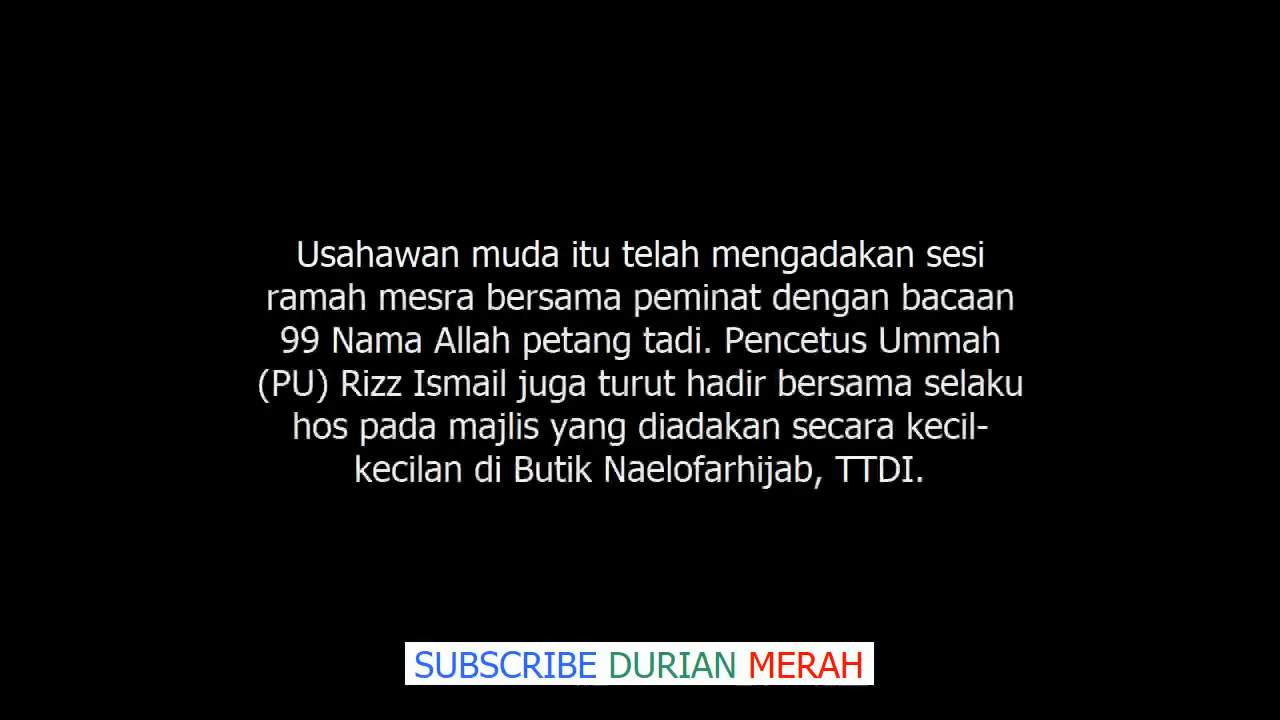 Usahawan muda itu telah mengadakan sesi
ramah mesra bersama peminat dengan bacaan
99 Nama Allah petang tadi. Pencetus Ummah
(PU) Rizz Ismail juga turut hadir bersama selaku
hos pada majlis yang diadakan secara kecil-
kecilan di Butik Naelofarhijab, TTDI.
SUBSCRIBE DURIAN MERAH